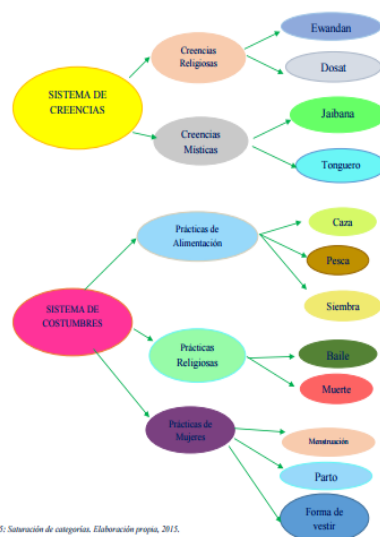 SISTEMA DE
CREENCIAS
Creencias
Religiosas
Ewandan
Dosat
Creencias
Místicas
Jaibana
Tonguero
SISTEMA DE
COSTUMBRES
Prácticas de
Alimentación
Caza
Pesca
Siembra
Prácticas
Religiosas
Baile
Muerte
Prácticas de
Mujeres
Menstruación
Parto
Forma de
vestir
5: Saturación de categorías. Elaboración propia, 2015.